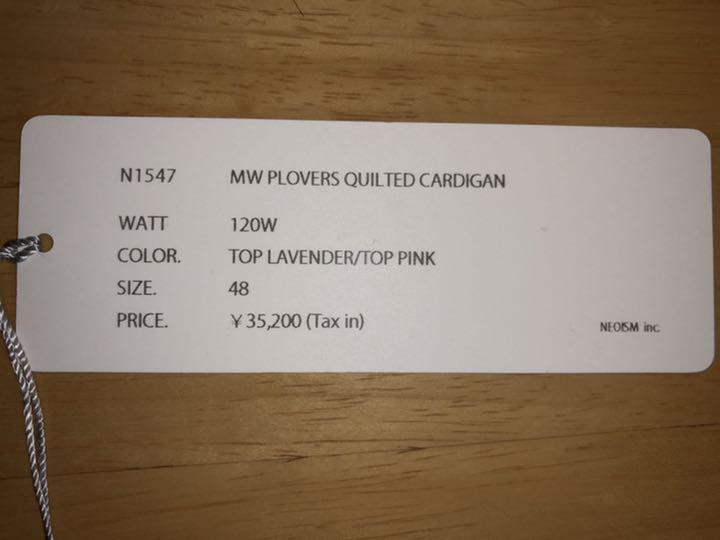 N1547 MW PLOVERS QUILTED CARDIGAN
WATT 120W
COLOR. TOP LAVENDER/TOP PINK
SIZE. 48
PRICE. ¥35,200 (Tax in)
NEOISM inc.